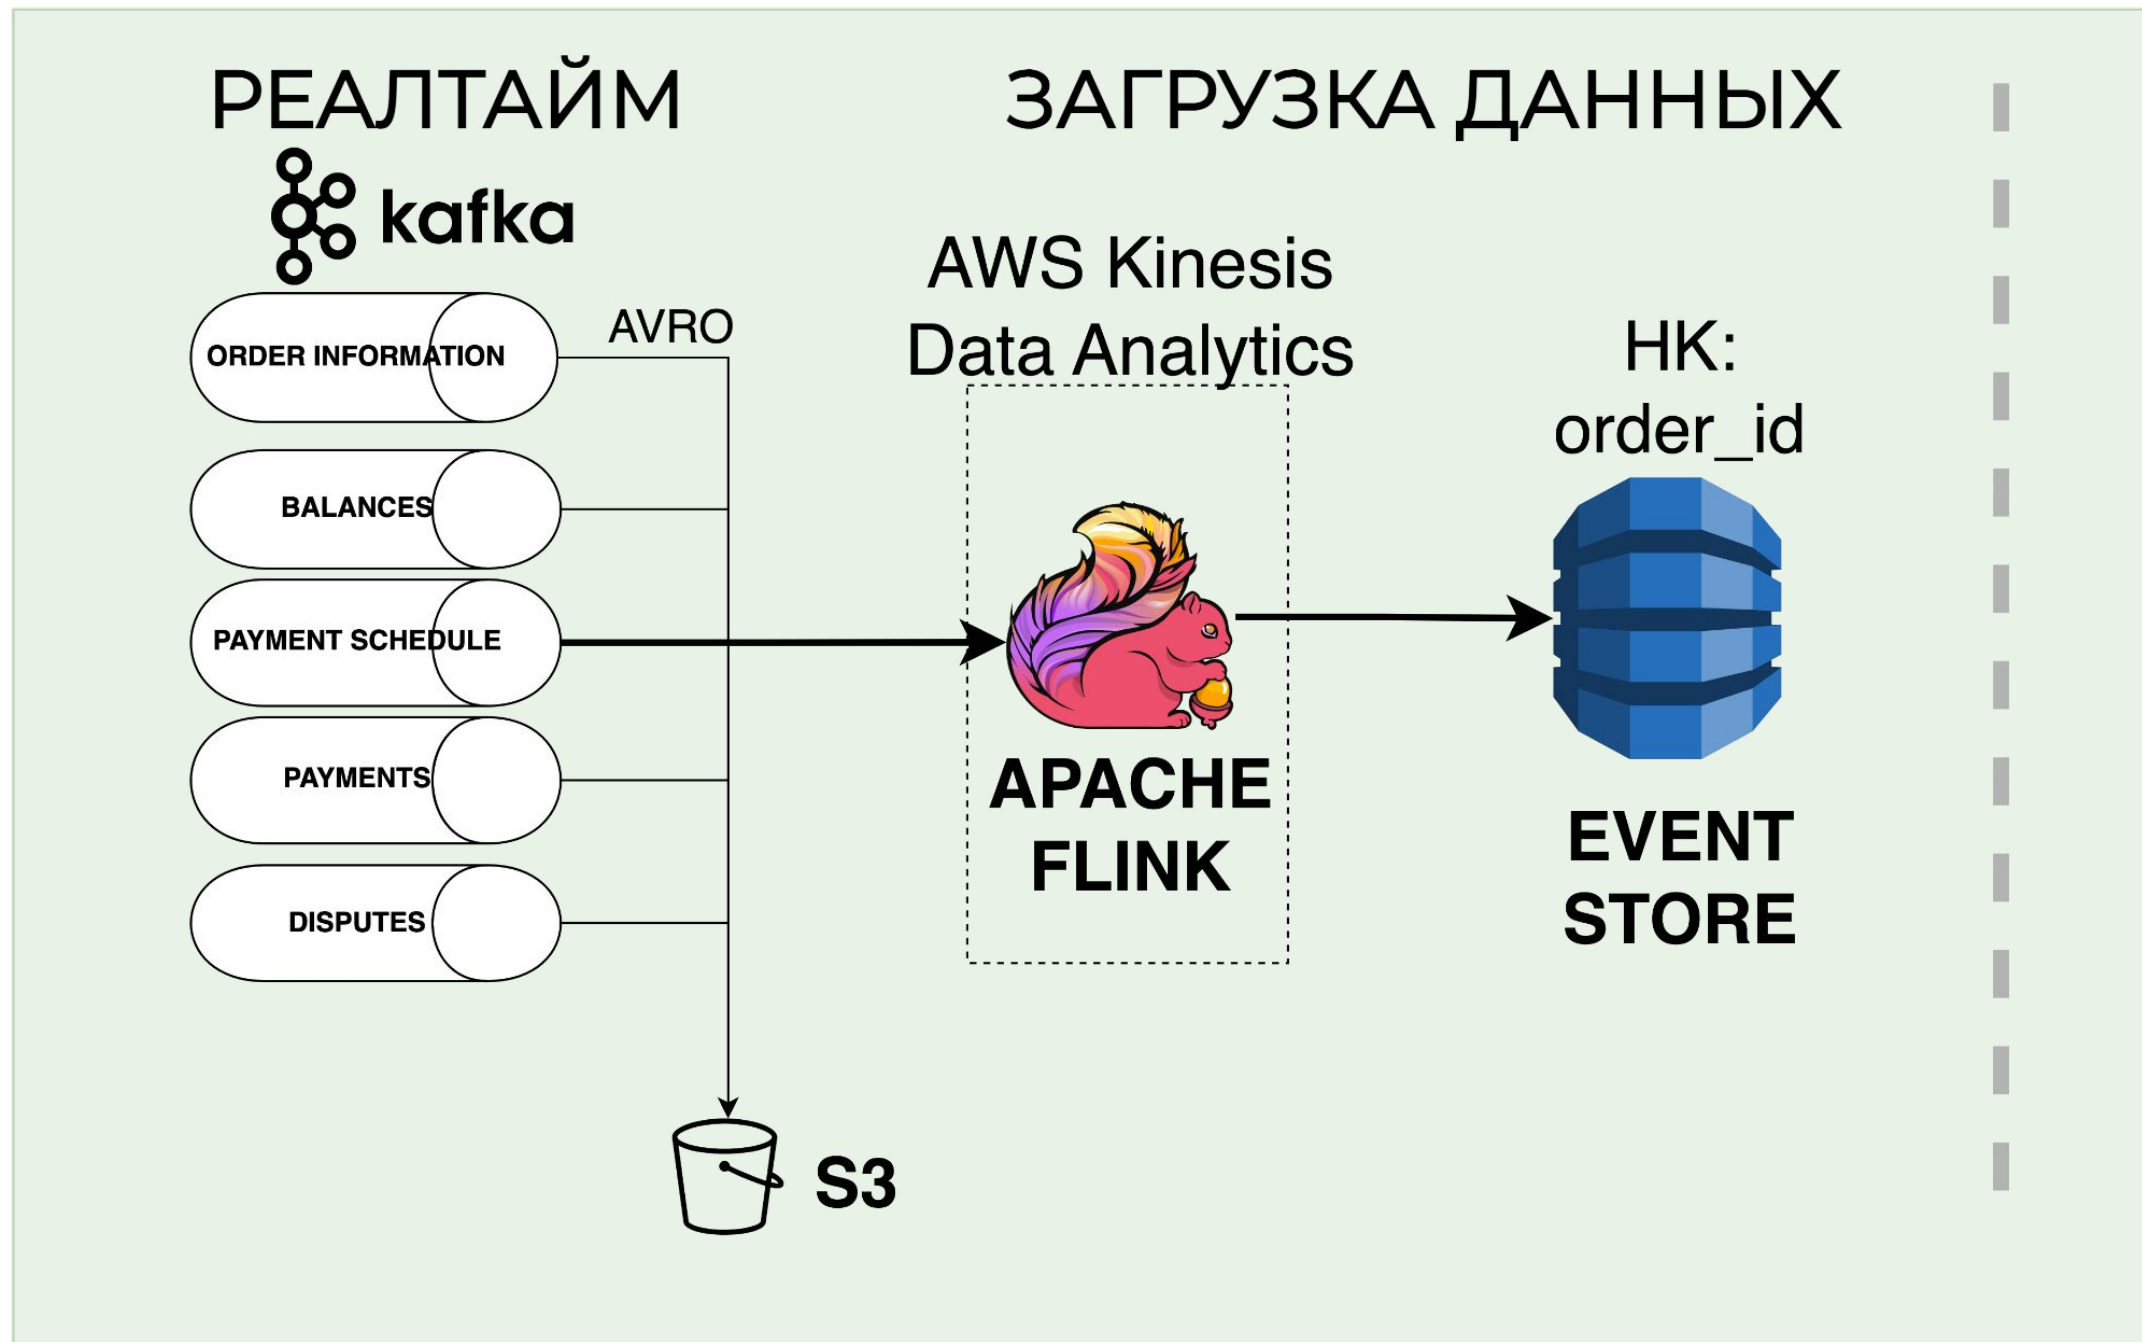 РЕАЛТАЙМ
ЗАГРУЗКА ДАННЫХ
kafka
AWS Kinesis
Data Analytics
AVRO
HK:
order_id
ORDER INFORMATION
BALANCES
PAYMENT SCHEDULE
PAYMENTS
DISPUTES
APACHE
FLINK
EVENT
STORE
S3